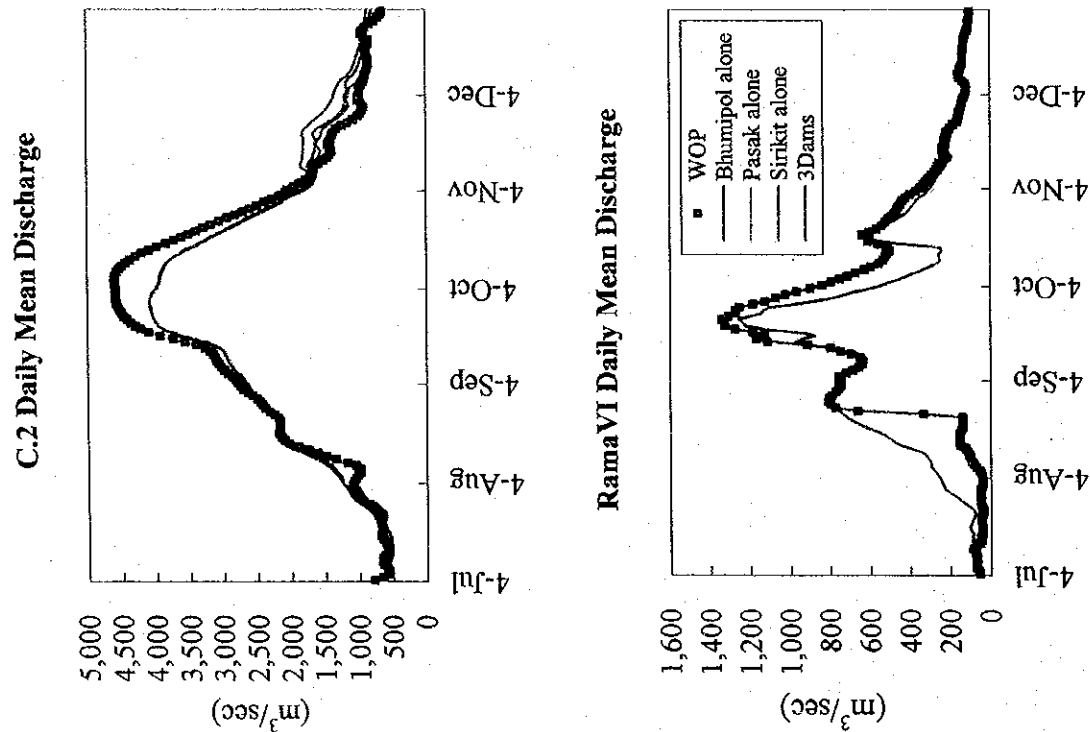 C.2 Daily Mean Discharge
(m³/sec)
5,000
4,500
4,000
3,500
3,000
2,500
2,000
1,500
1,000
500
0
4-Jul
4-Aug
4-Sep
4-Oct
4-Nov
4-Dec
RamaVI Daily Mean Discharge
(m³/sec)
1,600
1,400
1,200
1,000
800
600
400
200
0
4-Jul
4-Aug
4-Sep
4-Oct
4-Nov
4-Dec
WOP
Bhumipol alone
Pasak alone
Sirikit alone
3Dams